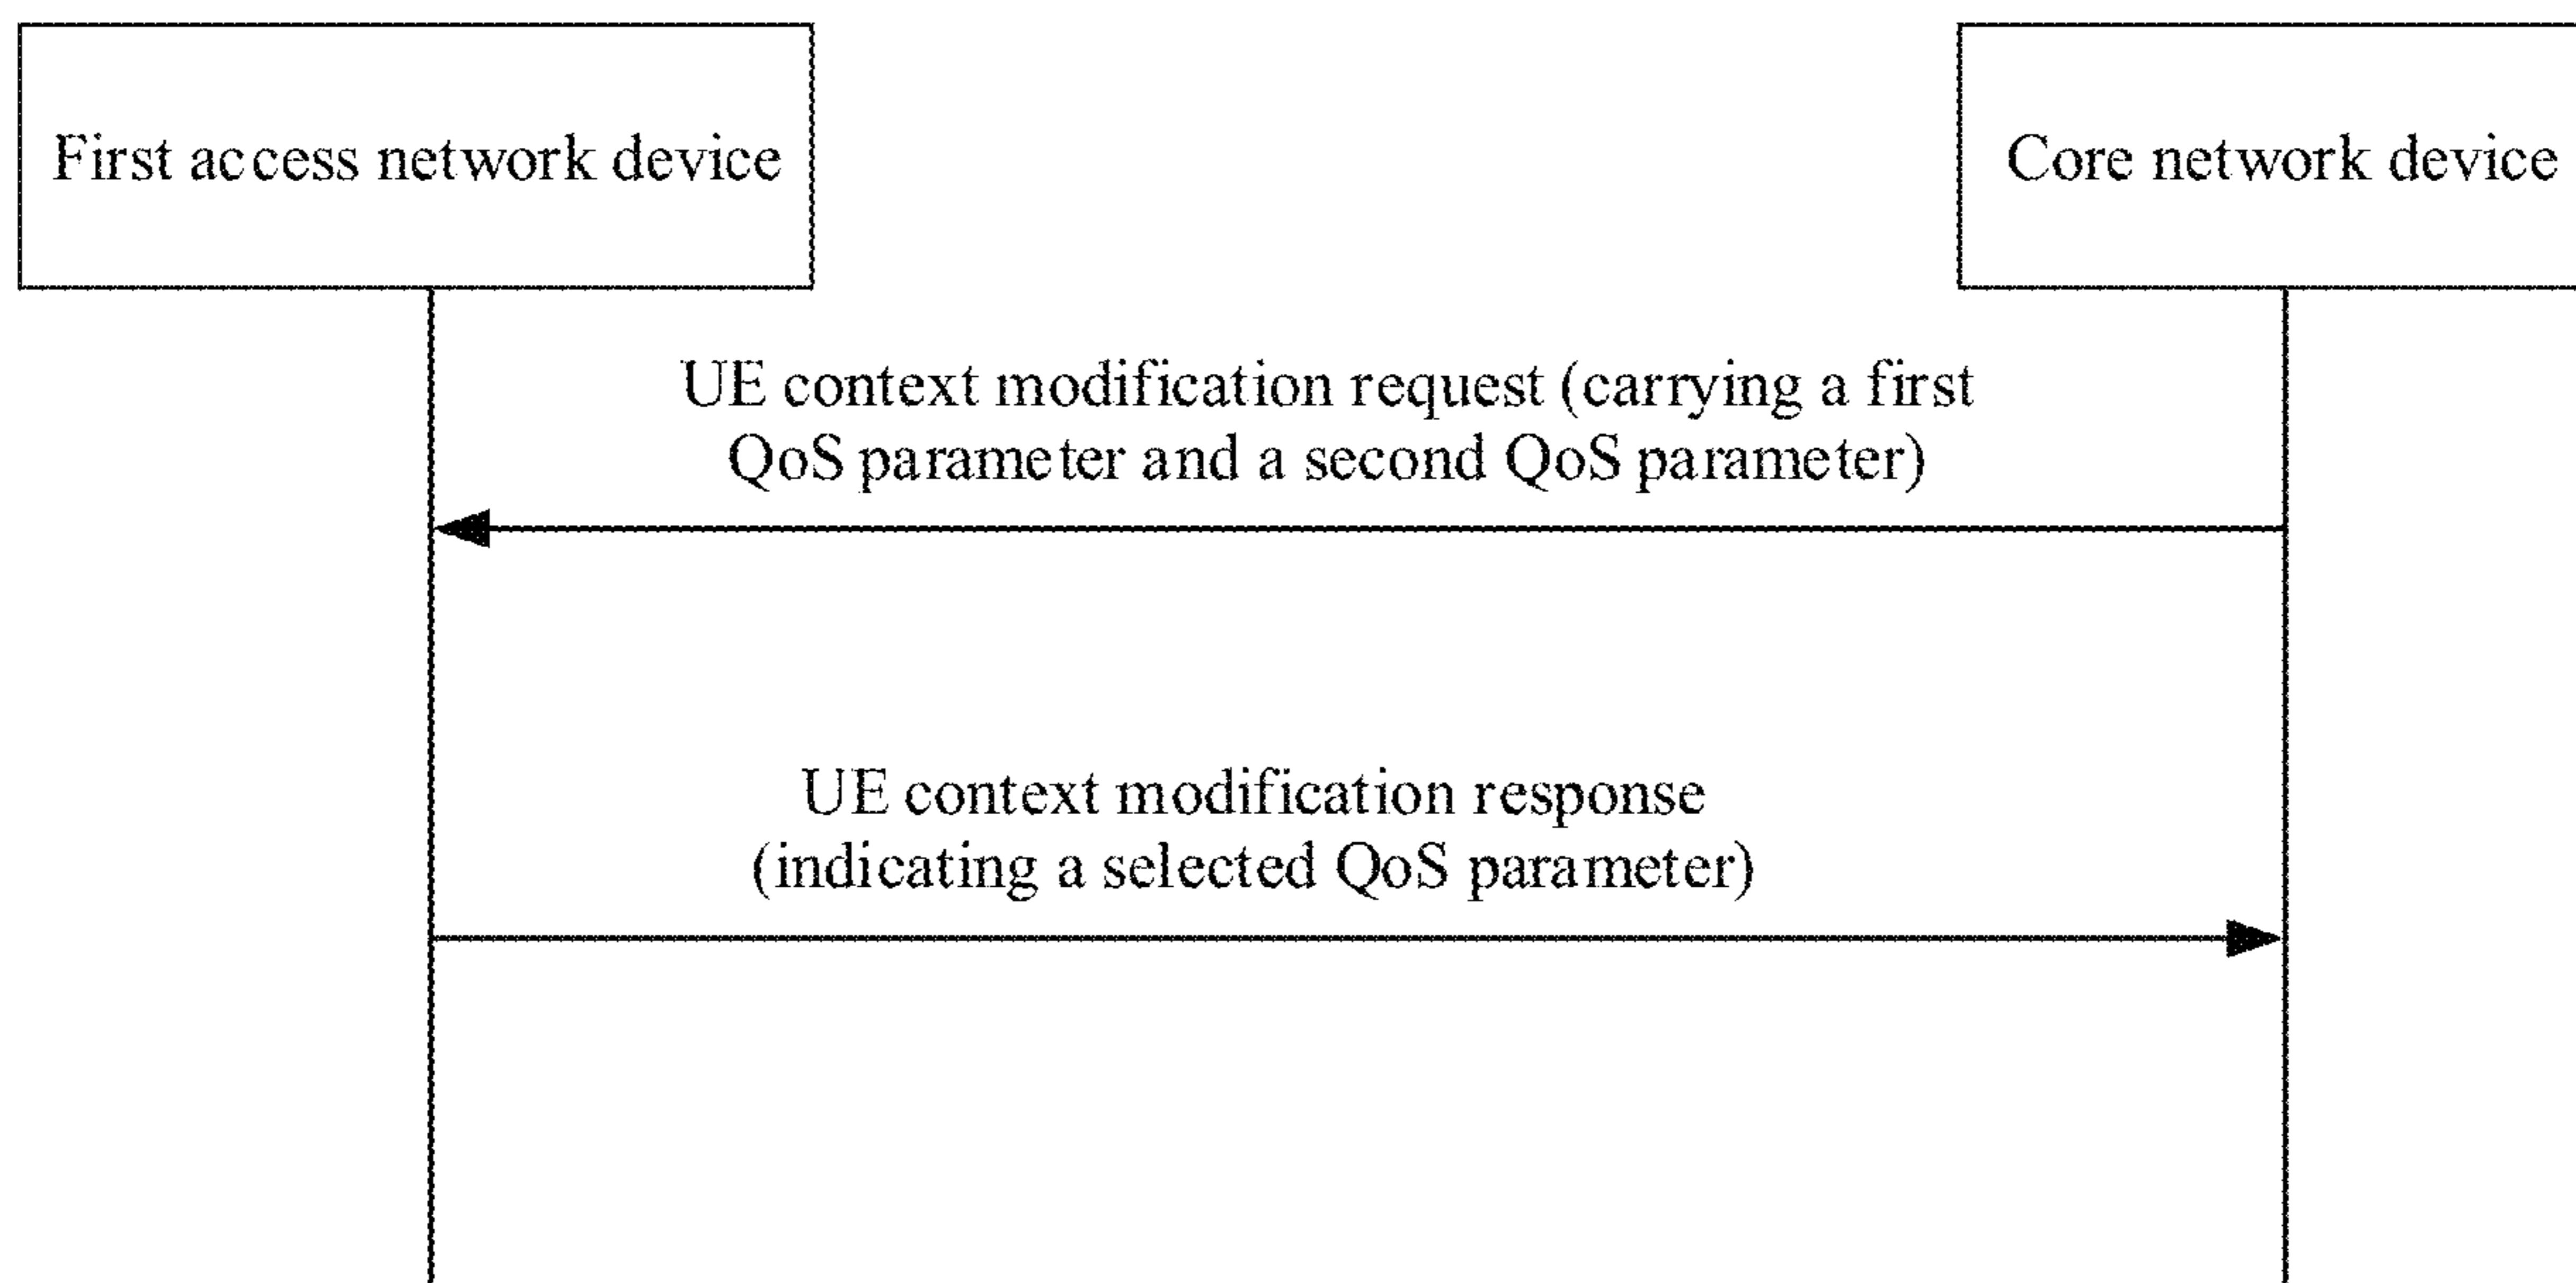 First access network device
Core network device
UE context modification request (carrying a first
QoS parameter and a second QoS parameter)
UE context modification response
(indicating a selected QoS parameter)